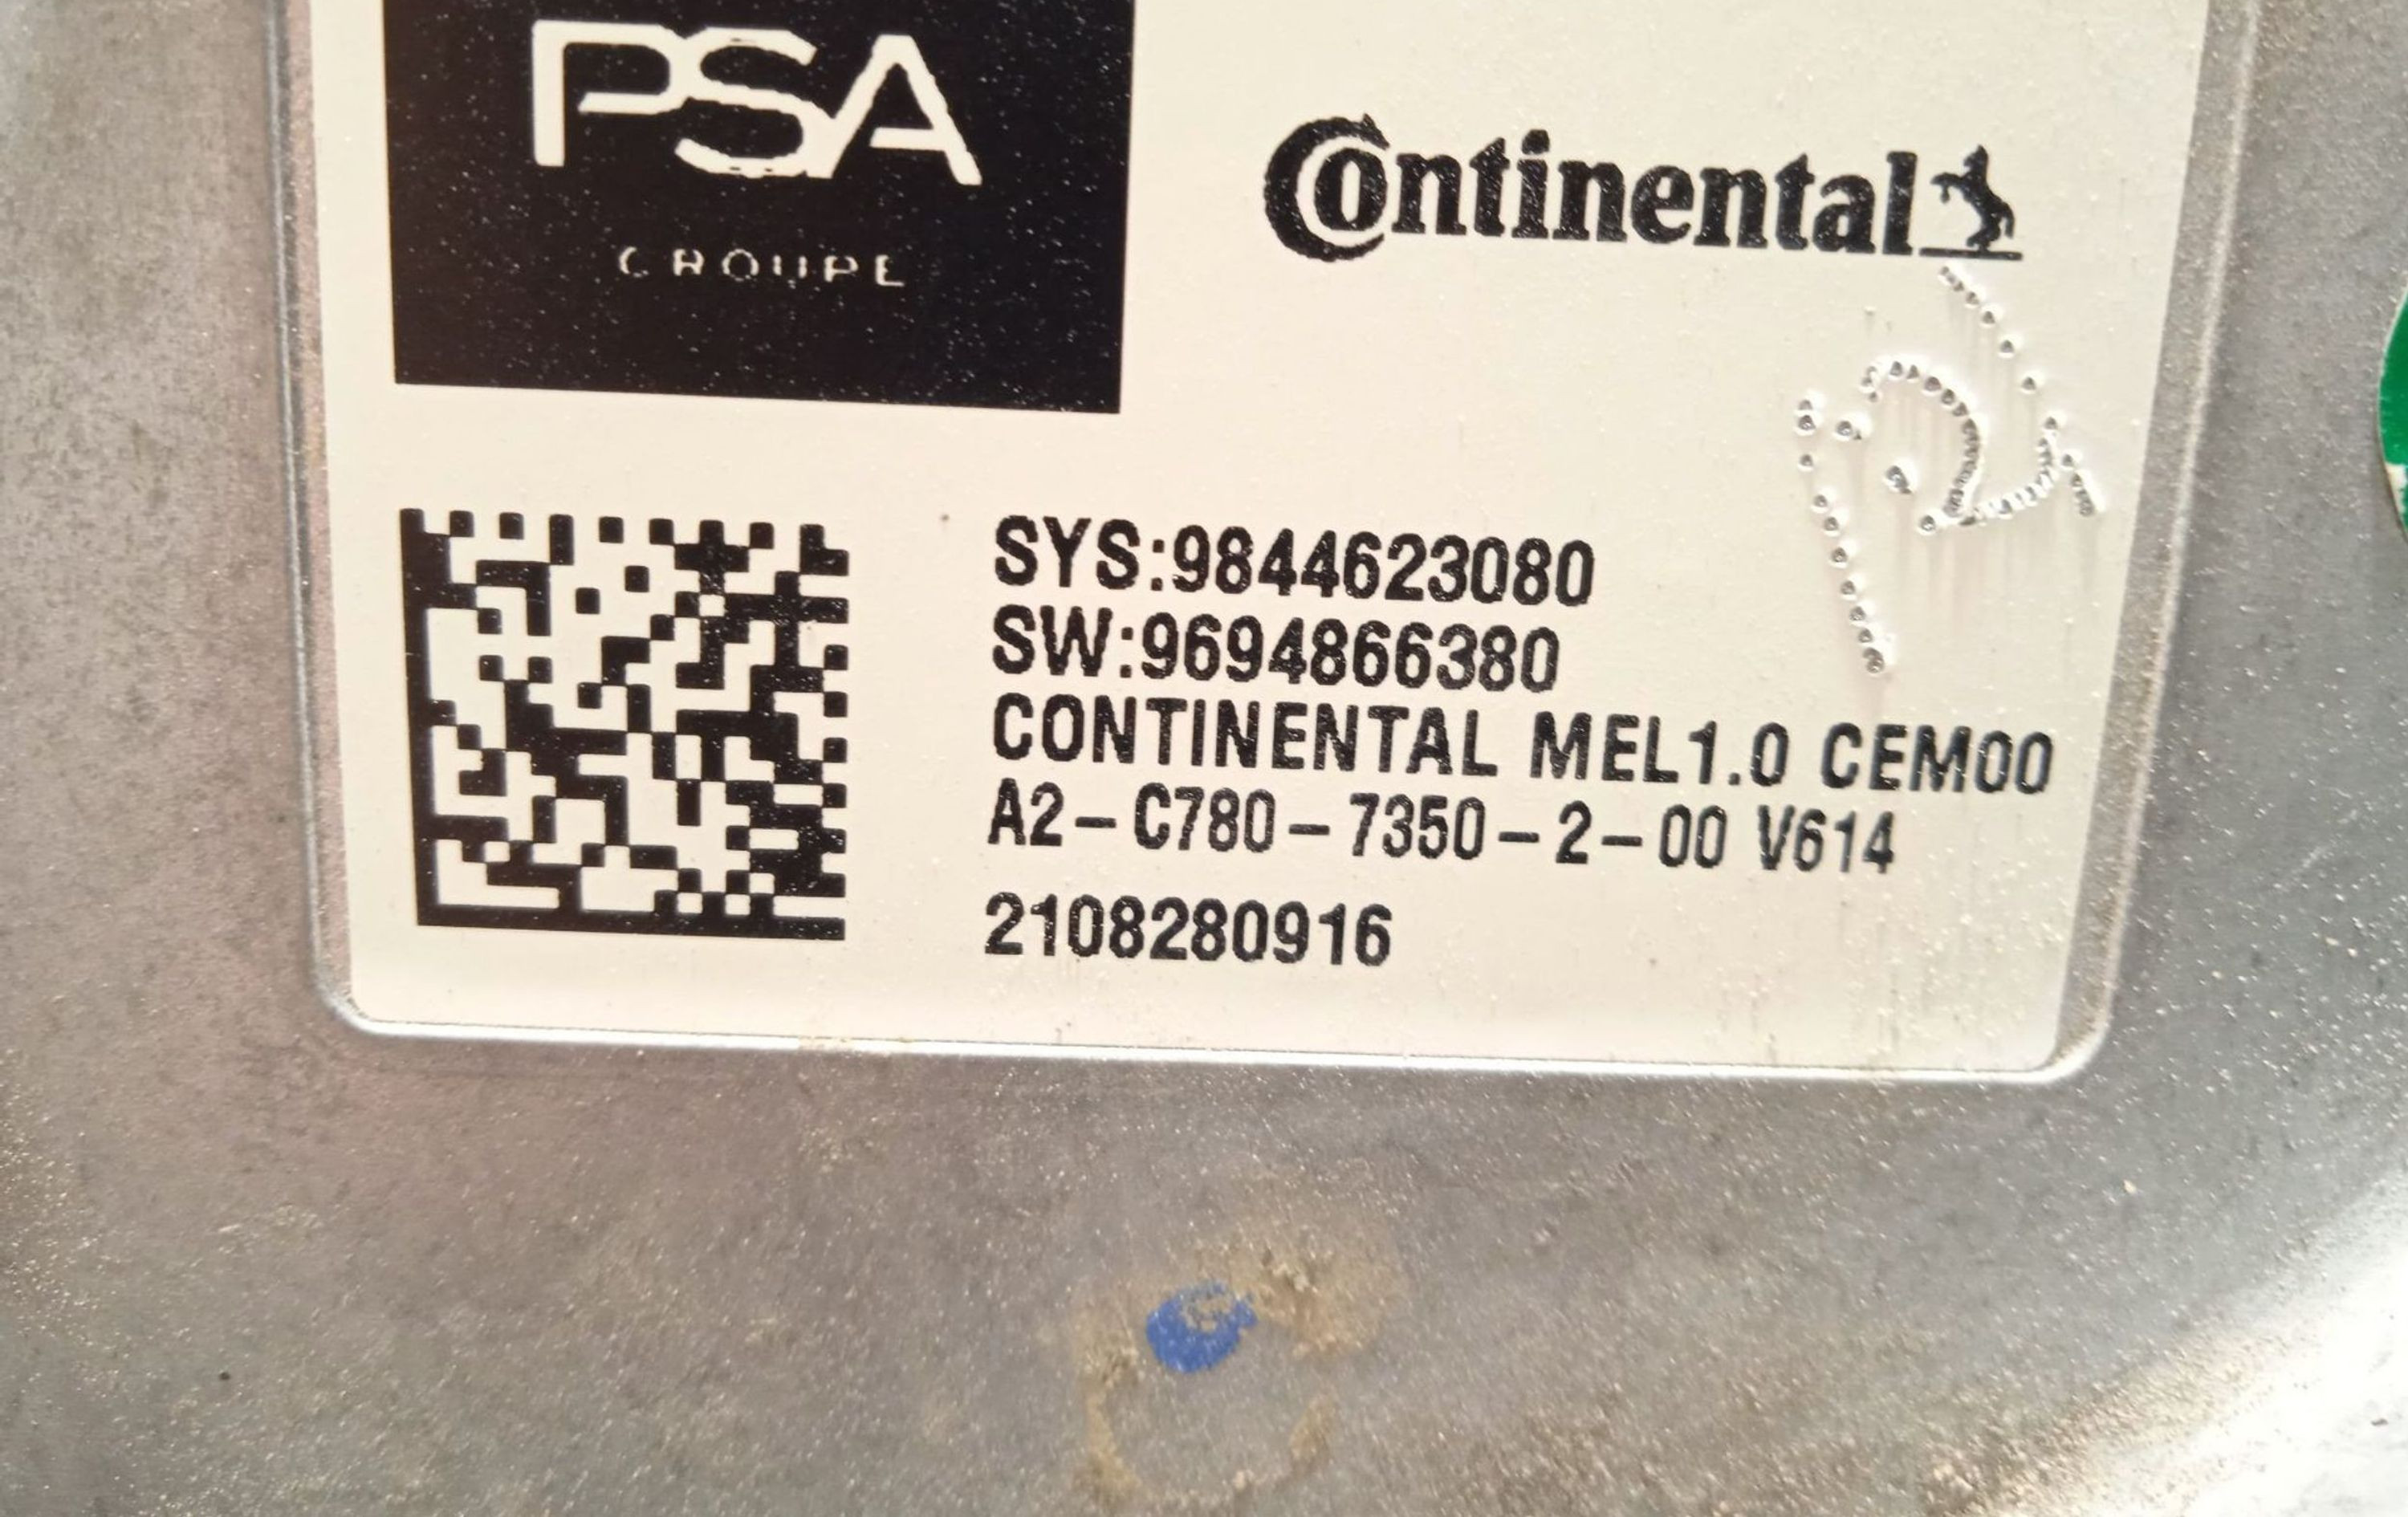 PSA
GROUPE
Continental
SYS:9844623080
SW:9694866380
CONTINENTAL MEL1.0 CEM00
A2-C780-7350-2-00 V614
2108280916